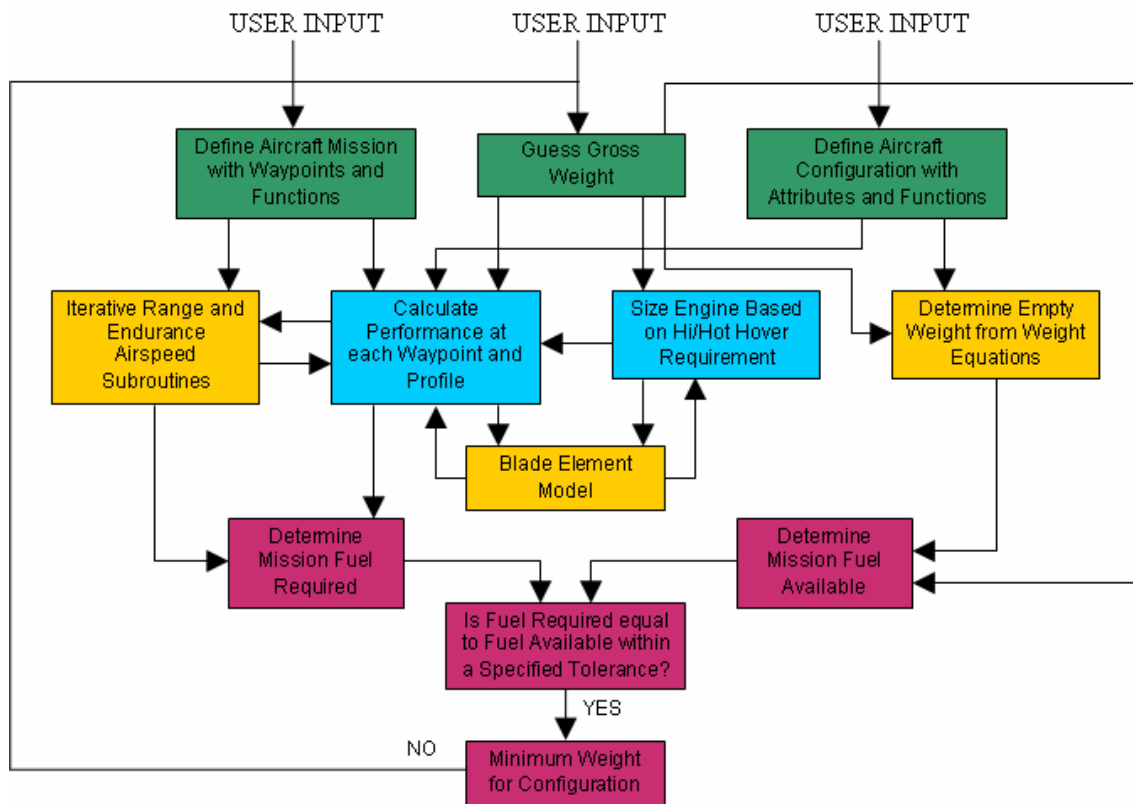 USER INPUT
USER INPUT
USER INPUT
Define Aircraft Mission
with Waypoints and
Functions
Guess Gross
Weight
Define Aircraft
Configuration with
Attributes and Functions
Iterative Range and
Endurance
Airspeed
Subroutines
Calculate
Performance at
each Waypoint and
Profile
Size Engine Based
on Hi/Hot Hover
Requirement
Determine Empty
Weight from Weight
Equations
Blade Element
Model
Determine
Mission Fuel
Required
Determine
Mission Fuel
Available
Is Fuel Required equal
to Fuel Available within
a Specified Tolerance?
YES
NO
Minimum Weight
for Configuration